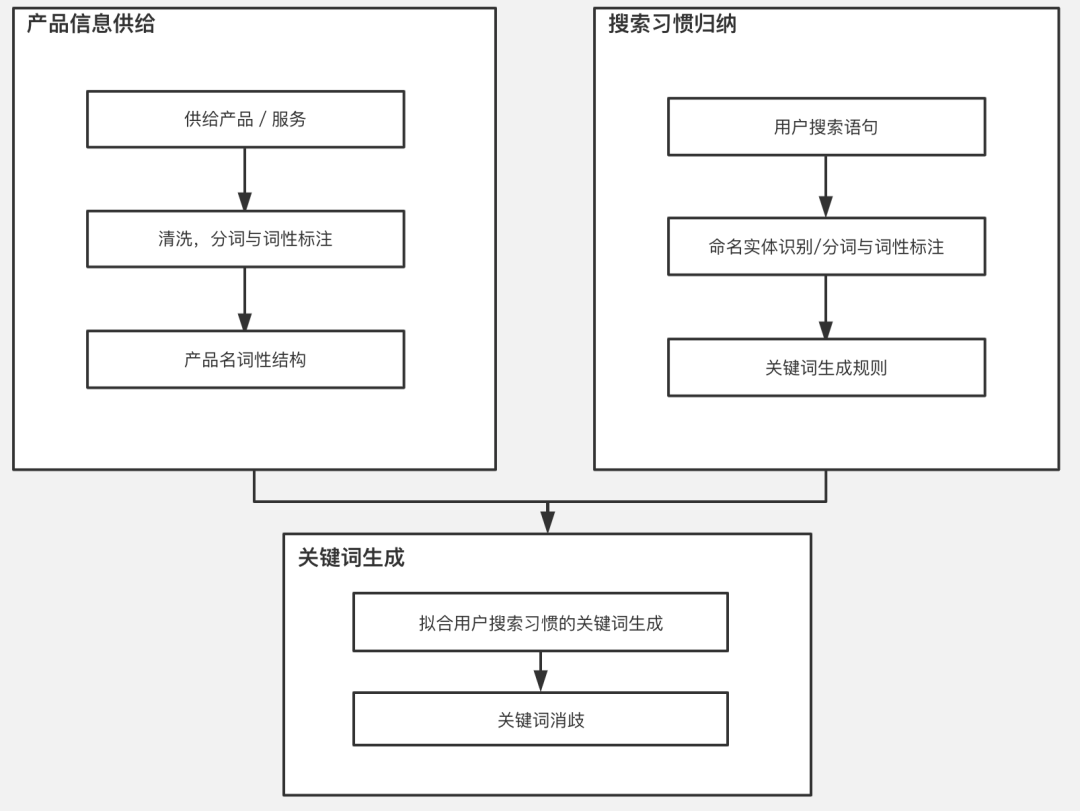 产品信息供给
供给产品 / 服务
清洗，分词与词性标注
产品名词性结构
搜索习惯归纳
用户搜索语句
命名实体识别/分词与词性标注
关键词生成规则
关键词生成
拟合用户搜索习惯的关键词生成
关键词消歧